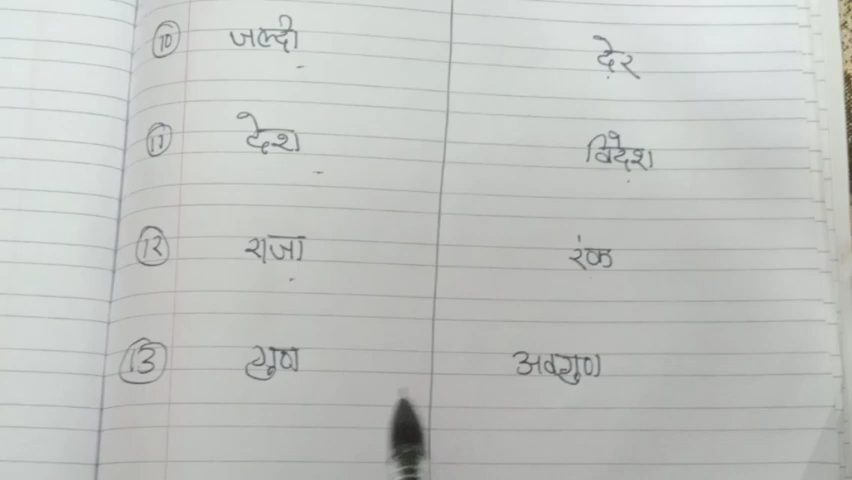 10 जल्दी देर
11 देश विदेश
12 राजा रंक
13 गुण अवगुण